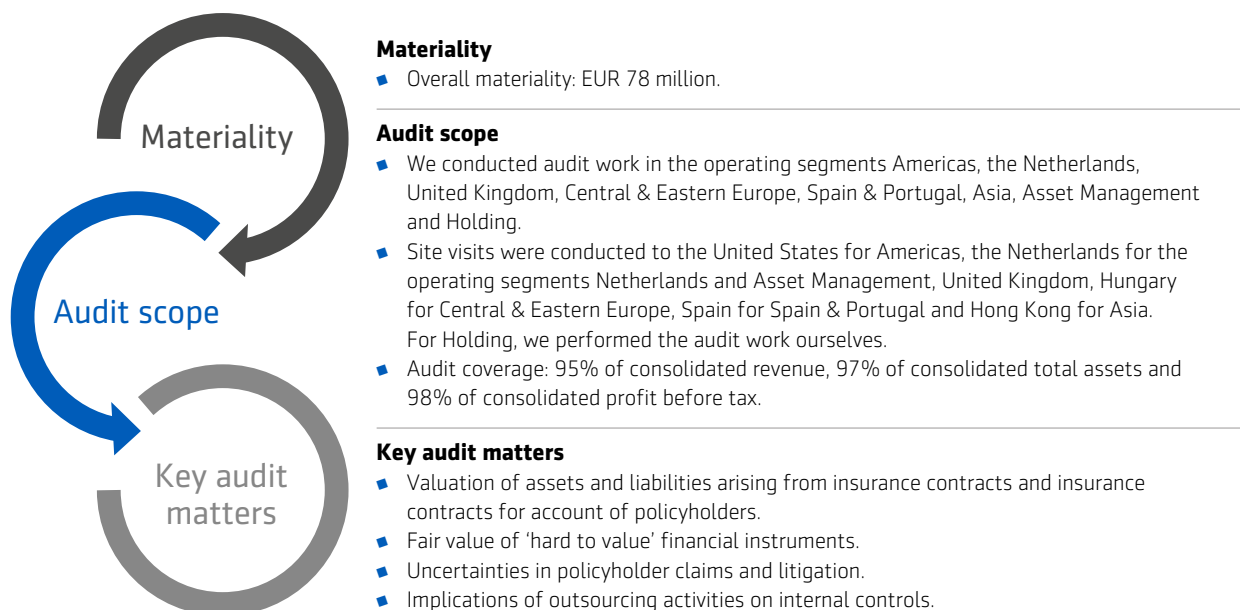 Materiality
Audit scope
Key audit
matters
Materiality
Overall materiality: EUR 78 million.
Audit scope
We conducted audit work in the operating segments Americas, the Netherlands,
United Kingdom, Central & Eastern Europe, Spain & Portugal, Asia, Asset Management
and Holding.
Site visits were conducted to the United States for Americas, the Netherlands for the
operating segments Netherlands and Asset Management, United Kingdom, Hungary
for Central & Eastern Europe, Spain for Spain & Portugal and Hong Kong for Asia.
For Holding, we performed the audit work ourselves.
Audit coverage: 95% of consolidated revenue, 97% of consolidated total assets and
98% of consolidated profit before tax.
Key audit matters
Valuation of assets and liabilities arising from insurance contracts and insurance
contracts for account of policyholders.
Fair value of ‘hard to value’ financial instruments.
Uncertainties in policyholder claims and litigation.
Implications of outsourcing activities on internal controls.